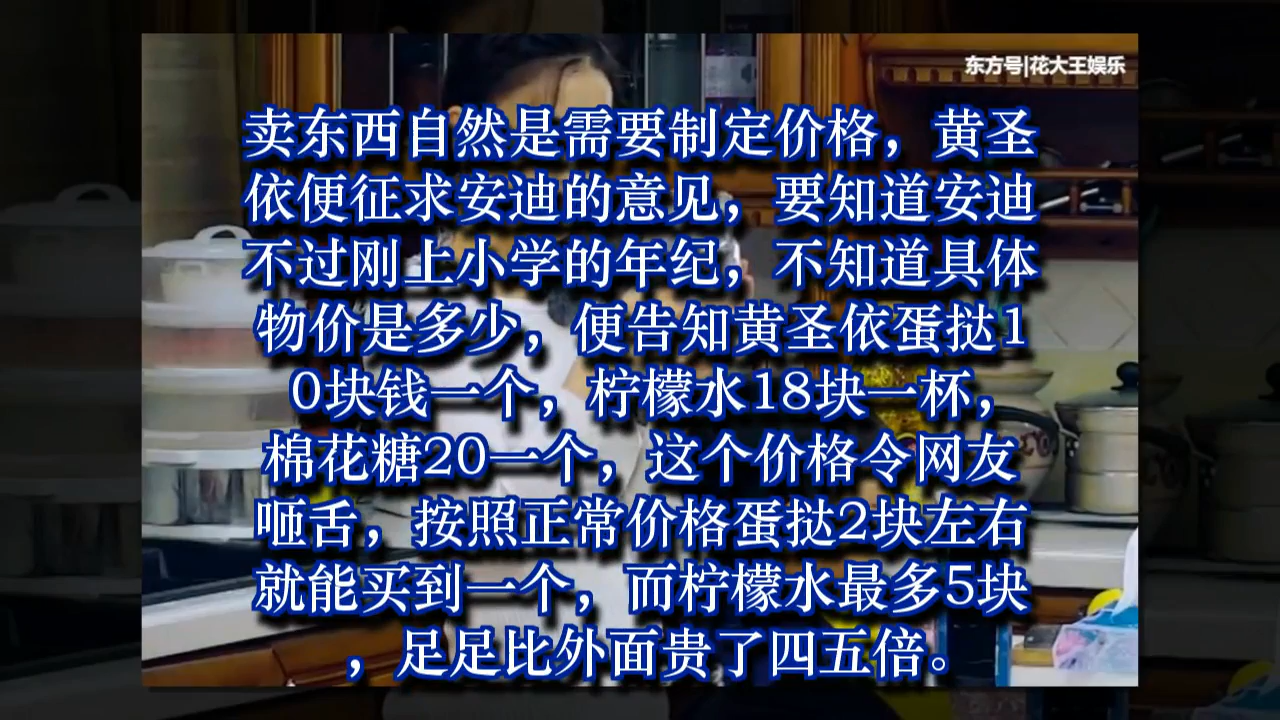 东方号|花大王娱乐
卖东西自然是需要制定价格，黄圣
依便征求安迪的意见，要知道安迪
不过刚上小学的年纪，不知道具体
物价是多少，便告知黄圣依蛋挞1
0块钱一个，柠檬水18块一杯，
棉花糖20一个，这个价格令网友
咂舌，按照正常价格蛋挞2块左右
就能买到一个，而柠檬水最多5块
，足足比外面贵了四五倍。